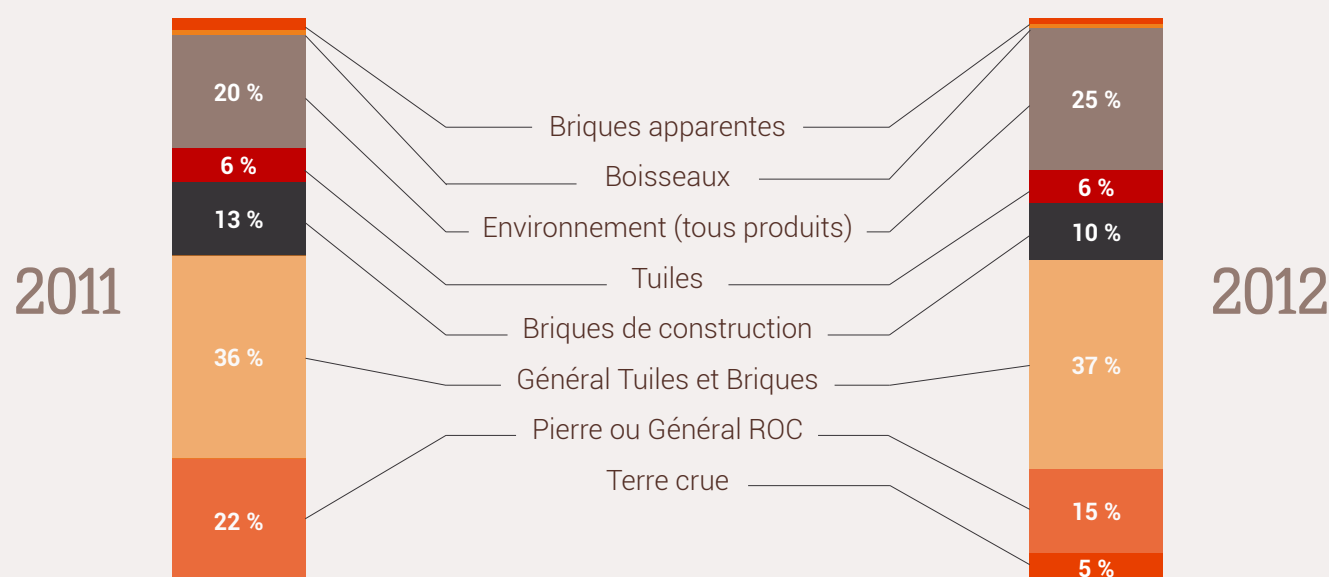 2011
20 %
6 %
13 %
36 %
22 %
Briques apparentes
Boisseaux
Environnement (tous produits)
Tuiles
Briques de construction
Général Tuiles et Briques
Pierre ou Général ROC
Terre crue
25 %
6 %
10 %
37 %
15 %
5 %
2012